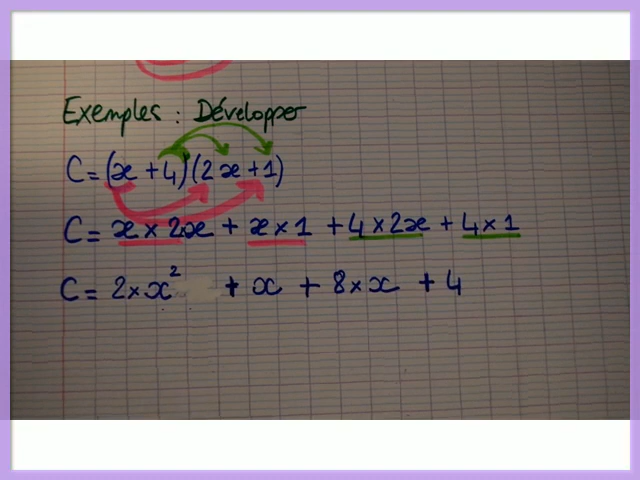 Exemples : Développer
C = (x + 4)(2x + 1)
C = x × 2x + x × 1 + 4 × 2x + 4 × 1
C = 2 × x² + x + 8 × x + 4